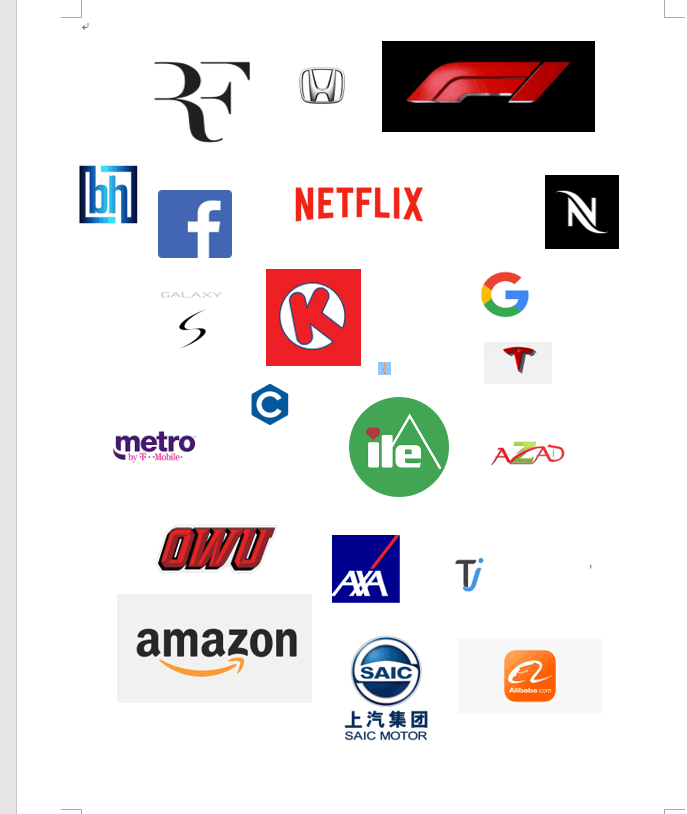 RF
H
F1
bh
f
NETFLIX
N
GALAXY
S
K
G
T
C
metro
by T-Mobile
ile
AZAD
OWU
AXA
Tj
amazon
SAIC
上汽集团
SAIC MOTOR
Alibaba.com